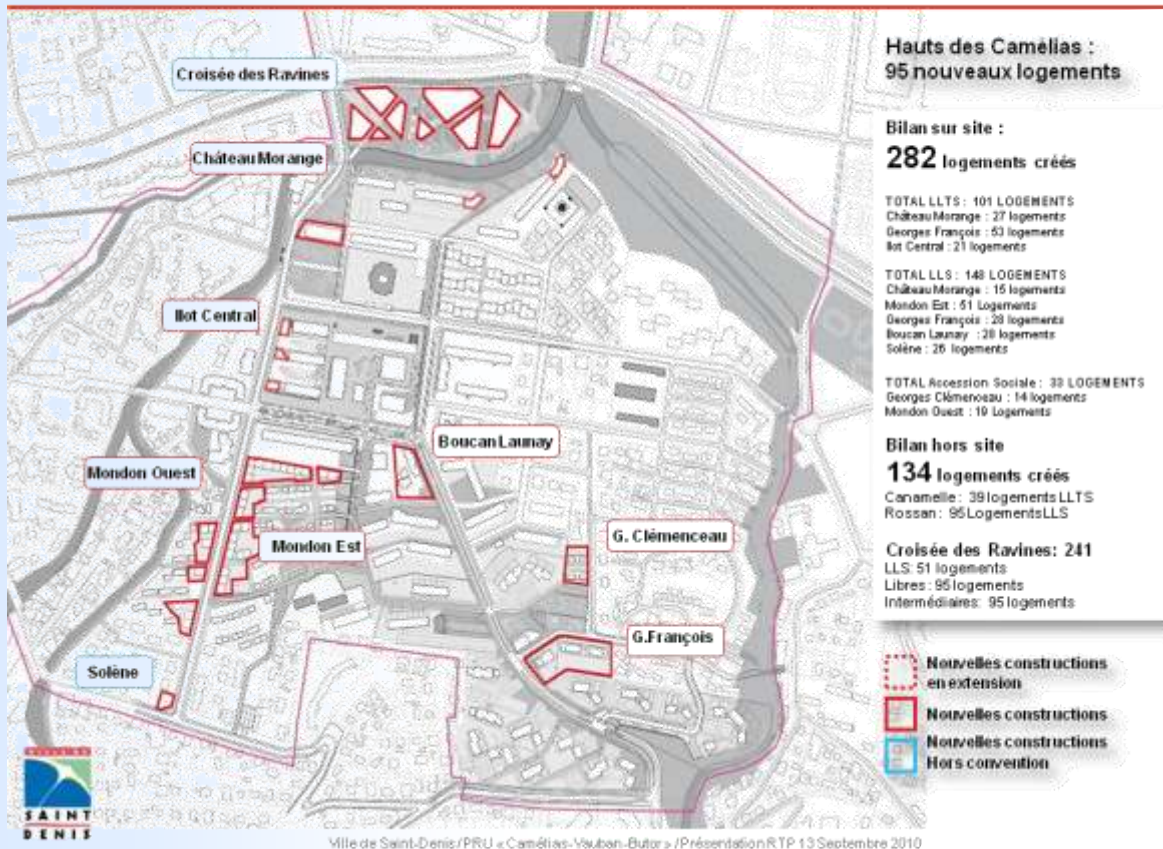 Hauts des Camélias :
95 nouveaux logements
Bilan sur site :
282 logements créés
TOTAL LLTS : 101 LOGEMENTS
Château Morange : 27 logements
Georges François : 53 logements
Ilot Central : 21 logements
TOTAL LLS : 148 LOGEMENTS
Château Morange : 15 logements
Mondon Est : 51 Logements
Georges François : 28 logements
Boucan Launay : 28 logements
Solène : 26 logements
TOTAL Accession Sociale : 33 LOGEMENTS
Georges Clémenceau : 14 logements
Mondon Ouest : 19 Logements
Bilan hors site
134 logements créés
Canamelle : 39 logements LLTS
Rossan : 95 Logements LLS
Croisée des Ravines: 241
LLS: 51 logements
Libres: 95 logements
Intermédiaires: 95 logements
Nouvelles constructions
en extension
Nouvelles constructions
Nouvelles constructions
Hors convention
Croisée des Ravines
Château Morange
Ilot Central
Boucan Launay
Mondon Ouest
Mondon Est
G. Clémenceau
G.François
Solène
VILLE DE
SAINT
DENIS
Ville de Saint-Denis / PRU « Camélias-Vauban-Butor » / Présentation RTP 13 Septembre 2010